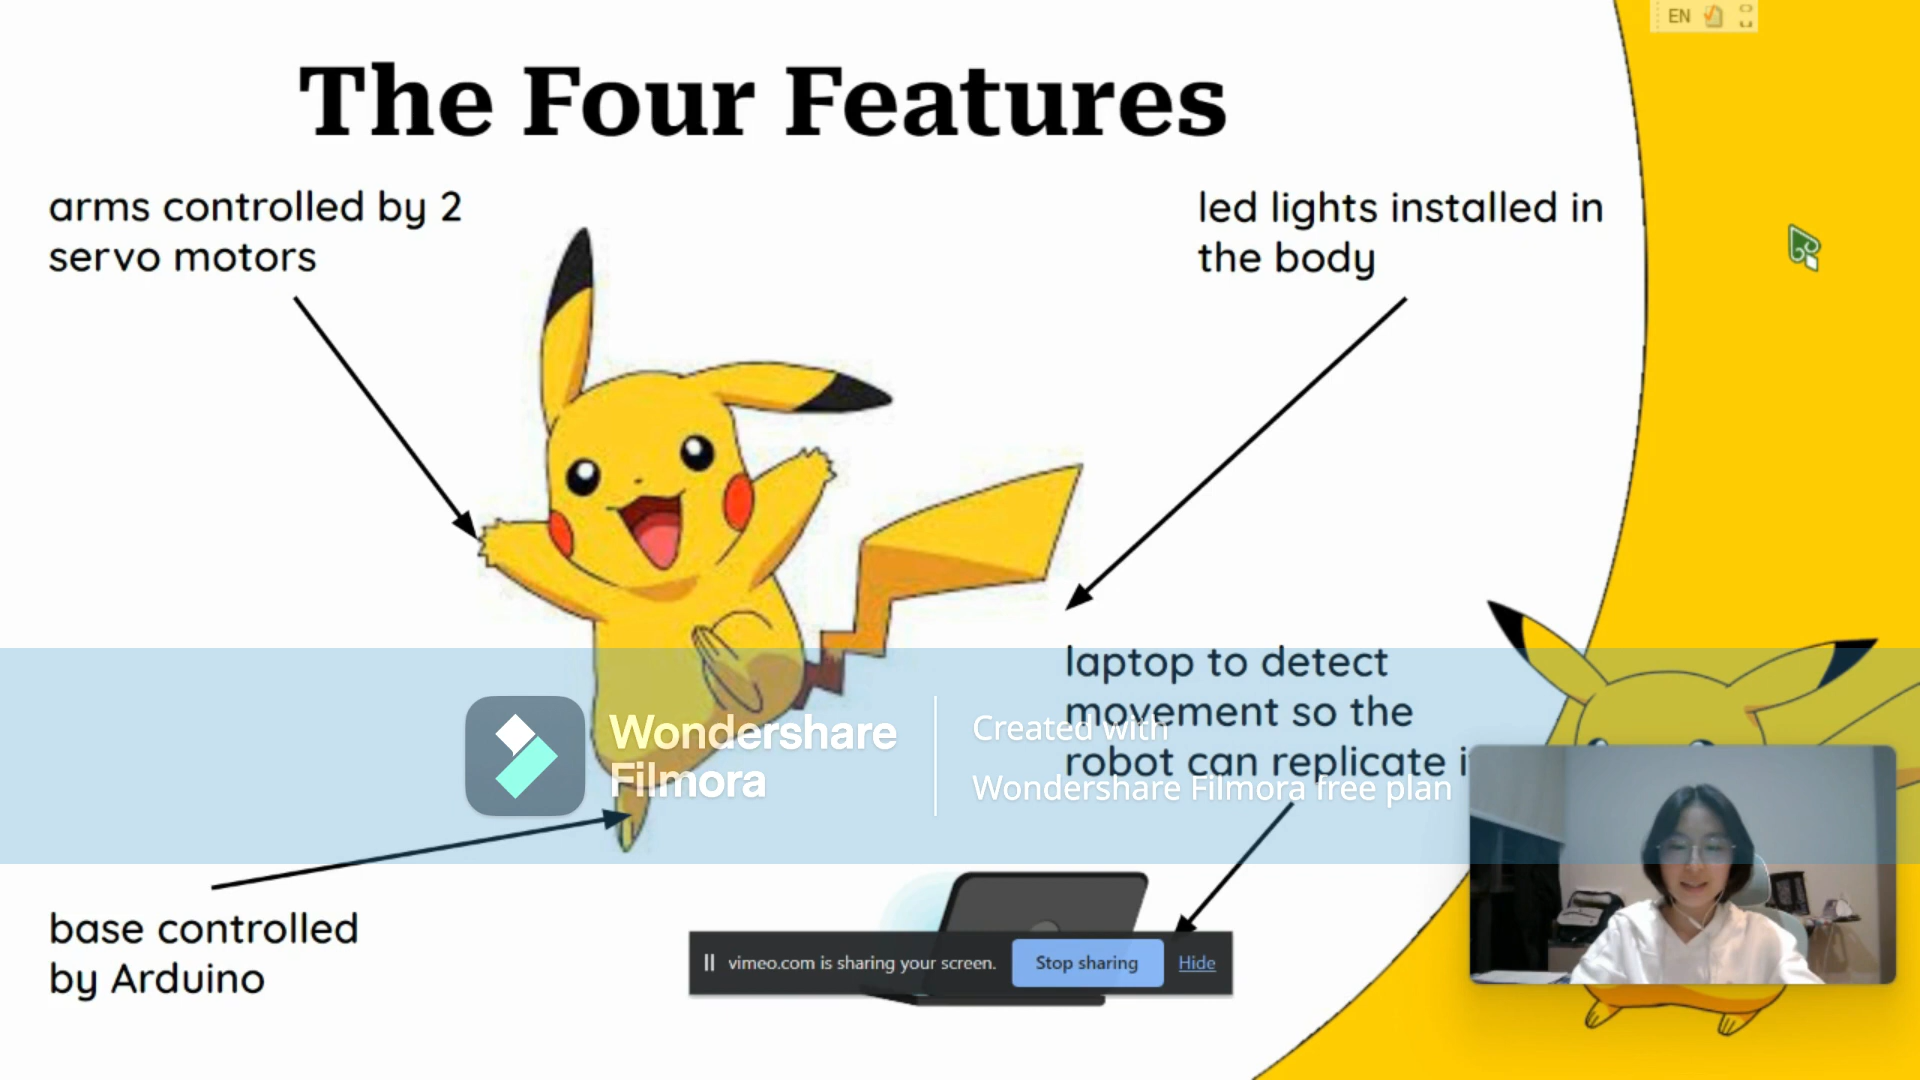 EN
The Four Features
arms controlled by 2
servo motors
led lights installed in
the body
laptop to detect
movement so the
robot can replicate i
Wondershare
Filmora
Created with
Wondershare Filmora free plan
base controlled
by Arduino
vimeo.com is sharing your screen.
Stop sharing
Hide